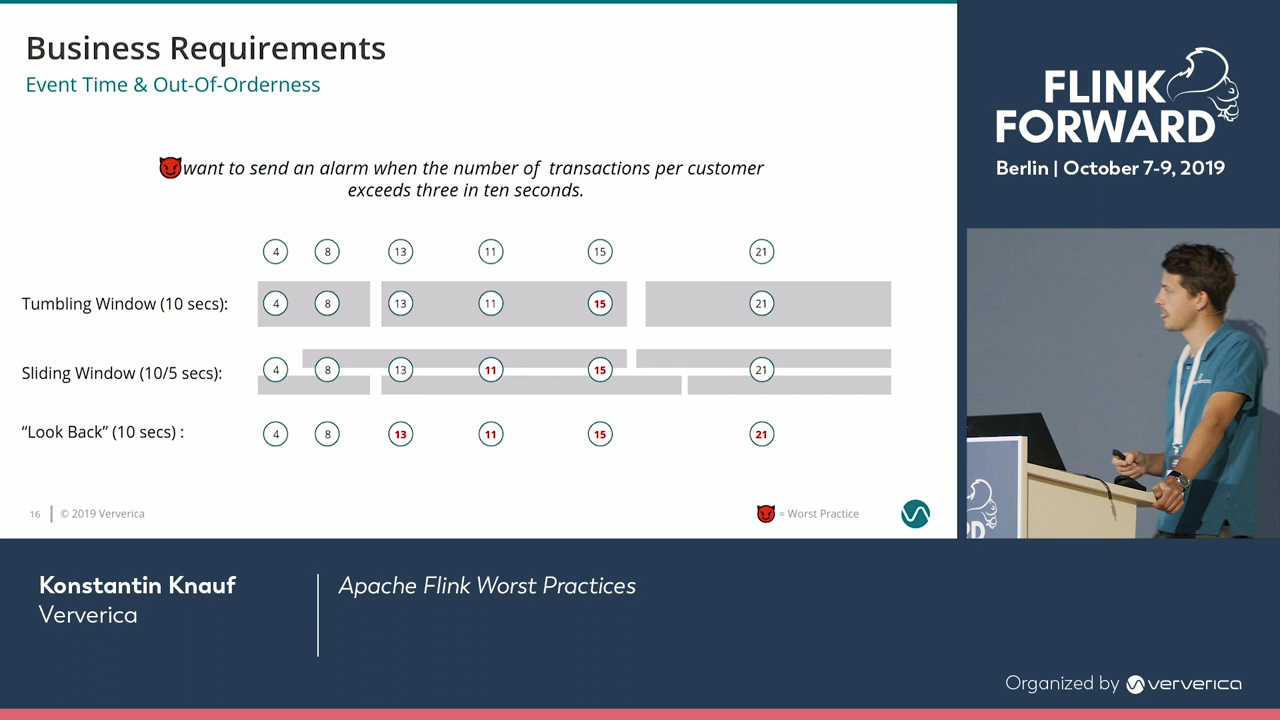 Business Requirements
Event Time & Out-Of-Orderness
want to send an alarm when the number of transactions per customer
exceeds three in ten seconds.
4 8 13 11 15 21
Tumbling Window (10 secs): 4 8 13 11 15 21
Sliding Window (10/5 secs): 4 8 13 11 15 21
“Look Back” (10 secs) : 4 8 13 11 15 21
16 © 2019 Ververica
= Worst Practice
FLINK
FORWARD
Berlin | October 7-9, 2019
Konstantin Knauf
Ververica
Apache Flink Worst Practices
Organized by ververica